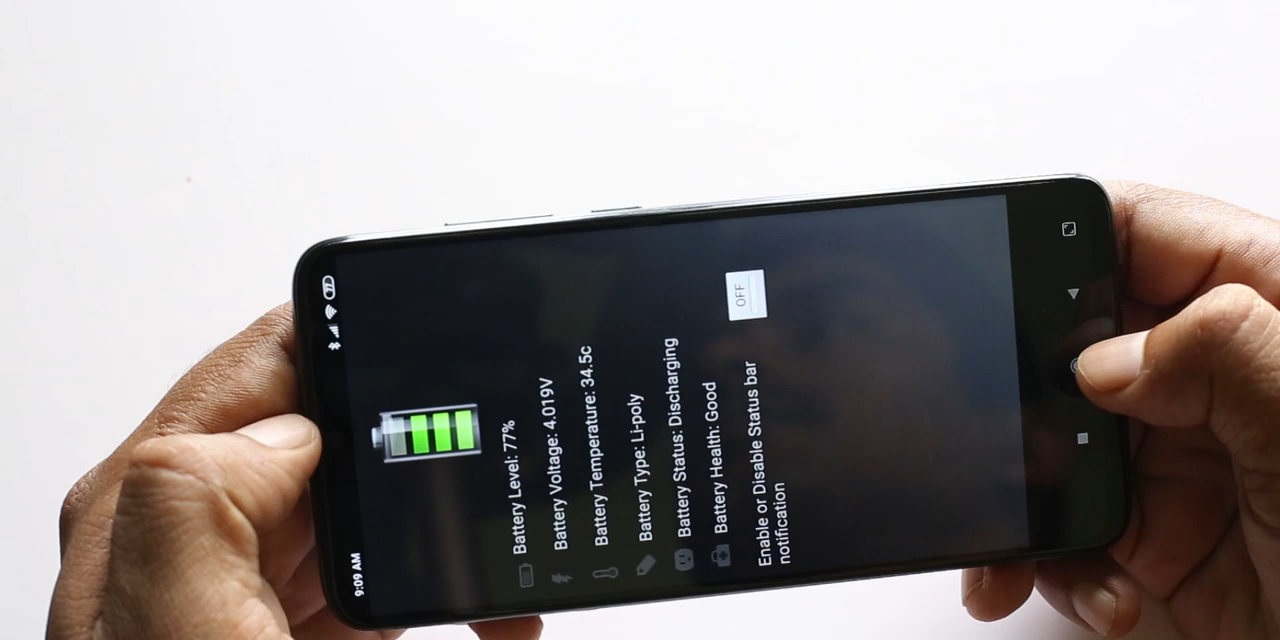 9:09 AM
77
Battery Level: 77%
Battery Voltage: 4.019V
Battery Temperature: 34.5c
Battery Type: Li-poly
Battery Status: Discharging
Battery Health: Good
Enable or Disable Status bar
notification
OFF